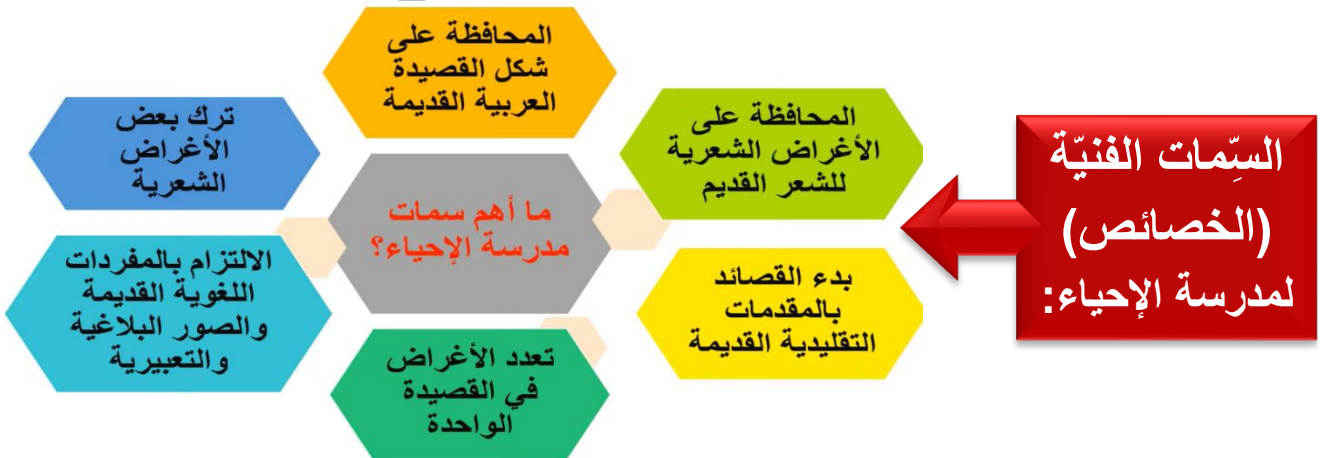 السِّمات الفنيّة
(الخصائص)
لمدرسة الإحياء:
ما أهم سمات
مدرسة الإحياء؟
المحافظة على
شكل القصيدة
العربية القديمة
المحافظة على
الأغراض الشعرية
للشعر القديم
بدء القصائد
بالمقدمات
التقليدية القديمة
تعدد الأغراض
في القصيدة
الواحدة
الالتزام بالمفردات
اللغوية القديمة
والصور البلاغية
والتعبيرية
ترك بعض
الأغراض
الشعرية